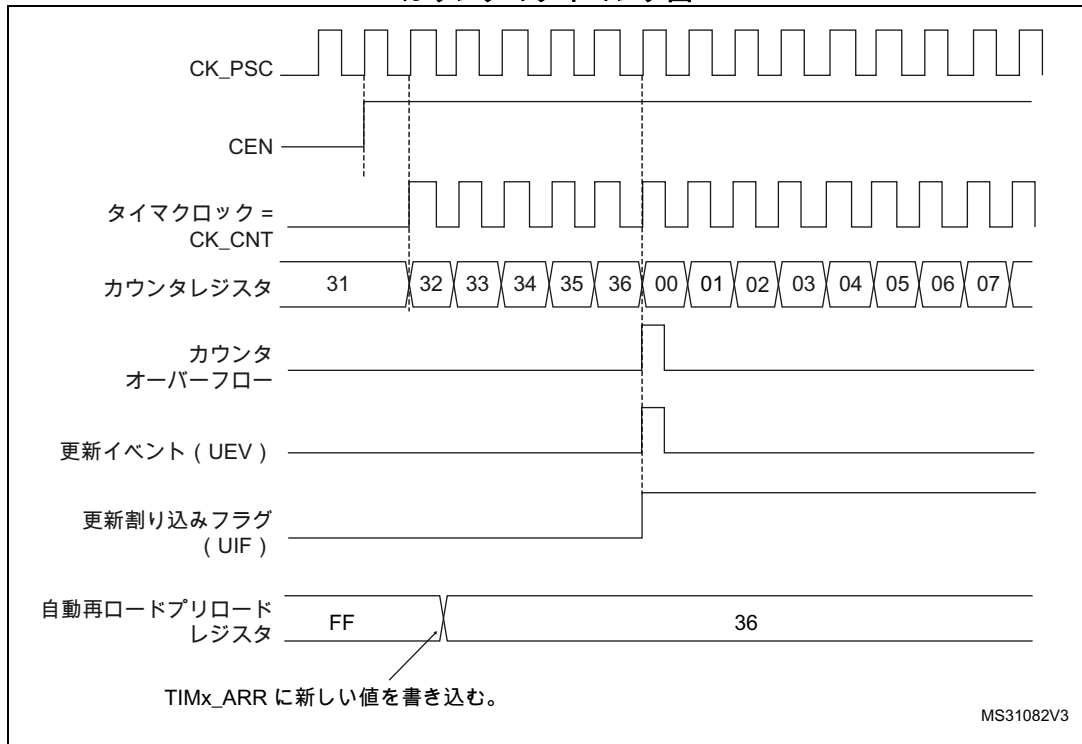 CK_PSC
CEN
タイマクロック =
CK_CNT
カウンタレジスタ
31 32 33 34 35 36 00 01 02 03 04 05 06 07
カウンタ
オーバーフロー
更新イベント ( UEV )
更新割り込みフラグ
( UIF )
自動再ロードプリロード
レジスタ
FF 36
TIMx_ARR に新しい値を書き込む。
MS31082V3